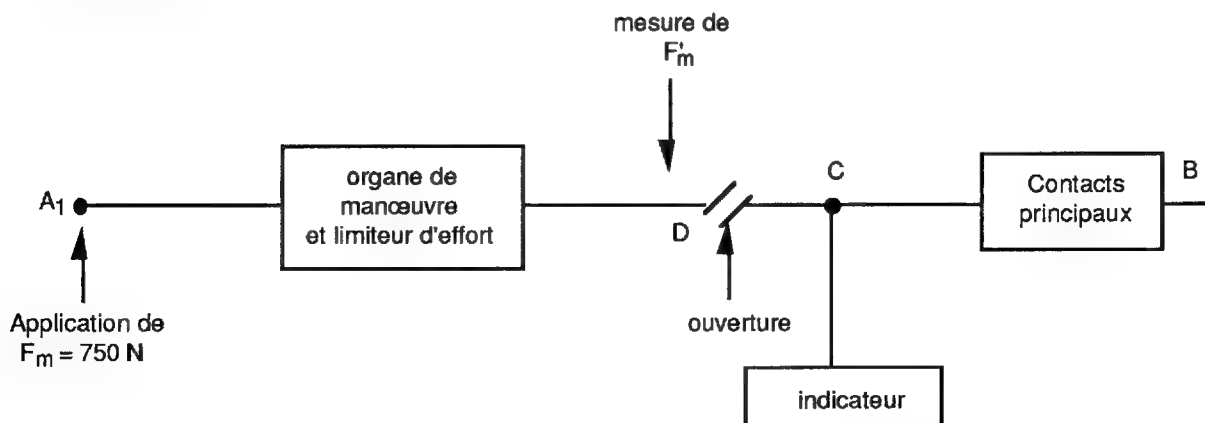 mesure de
F'm
A1
organe de
manœuvre
et limiteur d'effort
D
C
Contacts
principaux
B
ouverture
Application de
Fm = 750 N
indicateur